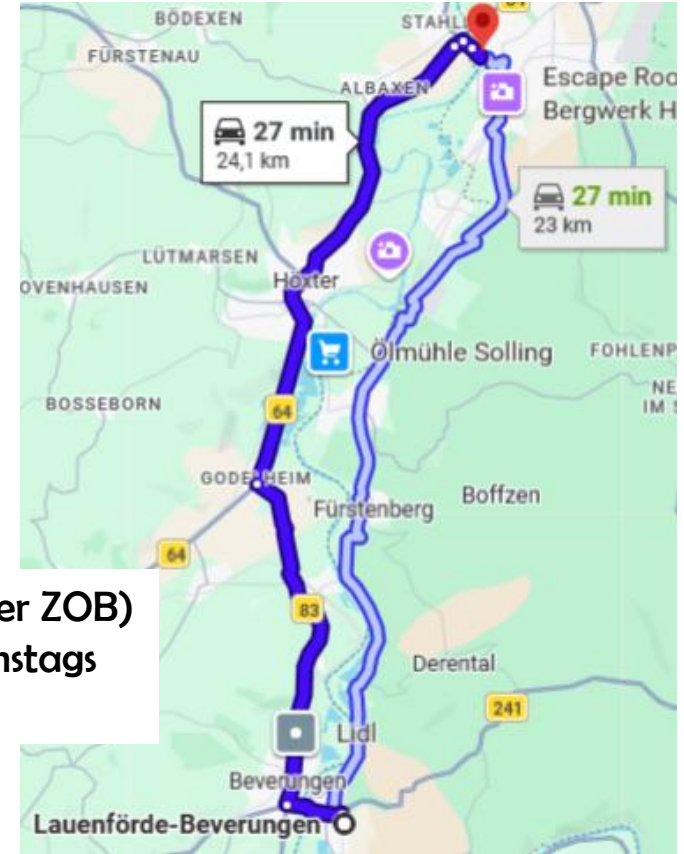 BÖDEXEN
STAHL
FÜRSTENAU
ALBAXEN
Escape Roo
Bergwerk H
27 min
24,1 km
27 min
23 km
LÜTMARSEN
OVENHAUSEN
Höxter
Ölmühle Solling
FOHLENP
NE
IM S
BOSSEBORN
64
GODELHEIM
Boffzen
Fürstenberg
64
er ZOB)
83
nstags
Derental
241
Lidl
Beverungen
Lauenförde-Beverungen